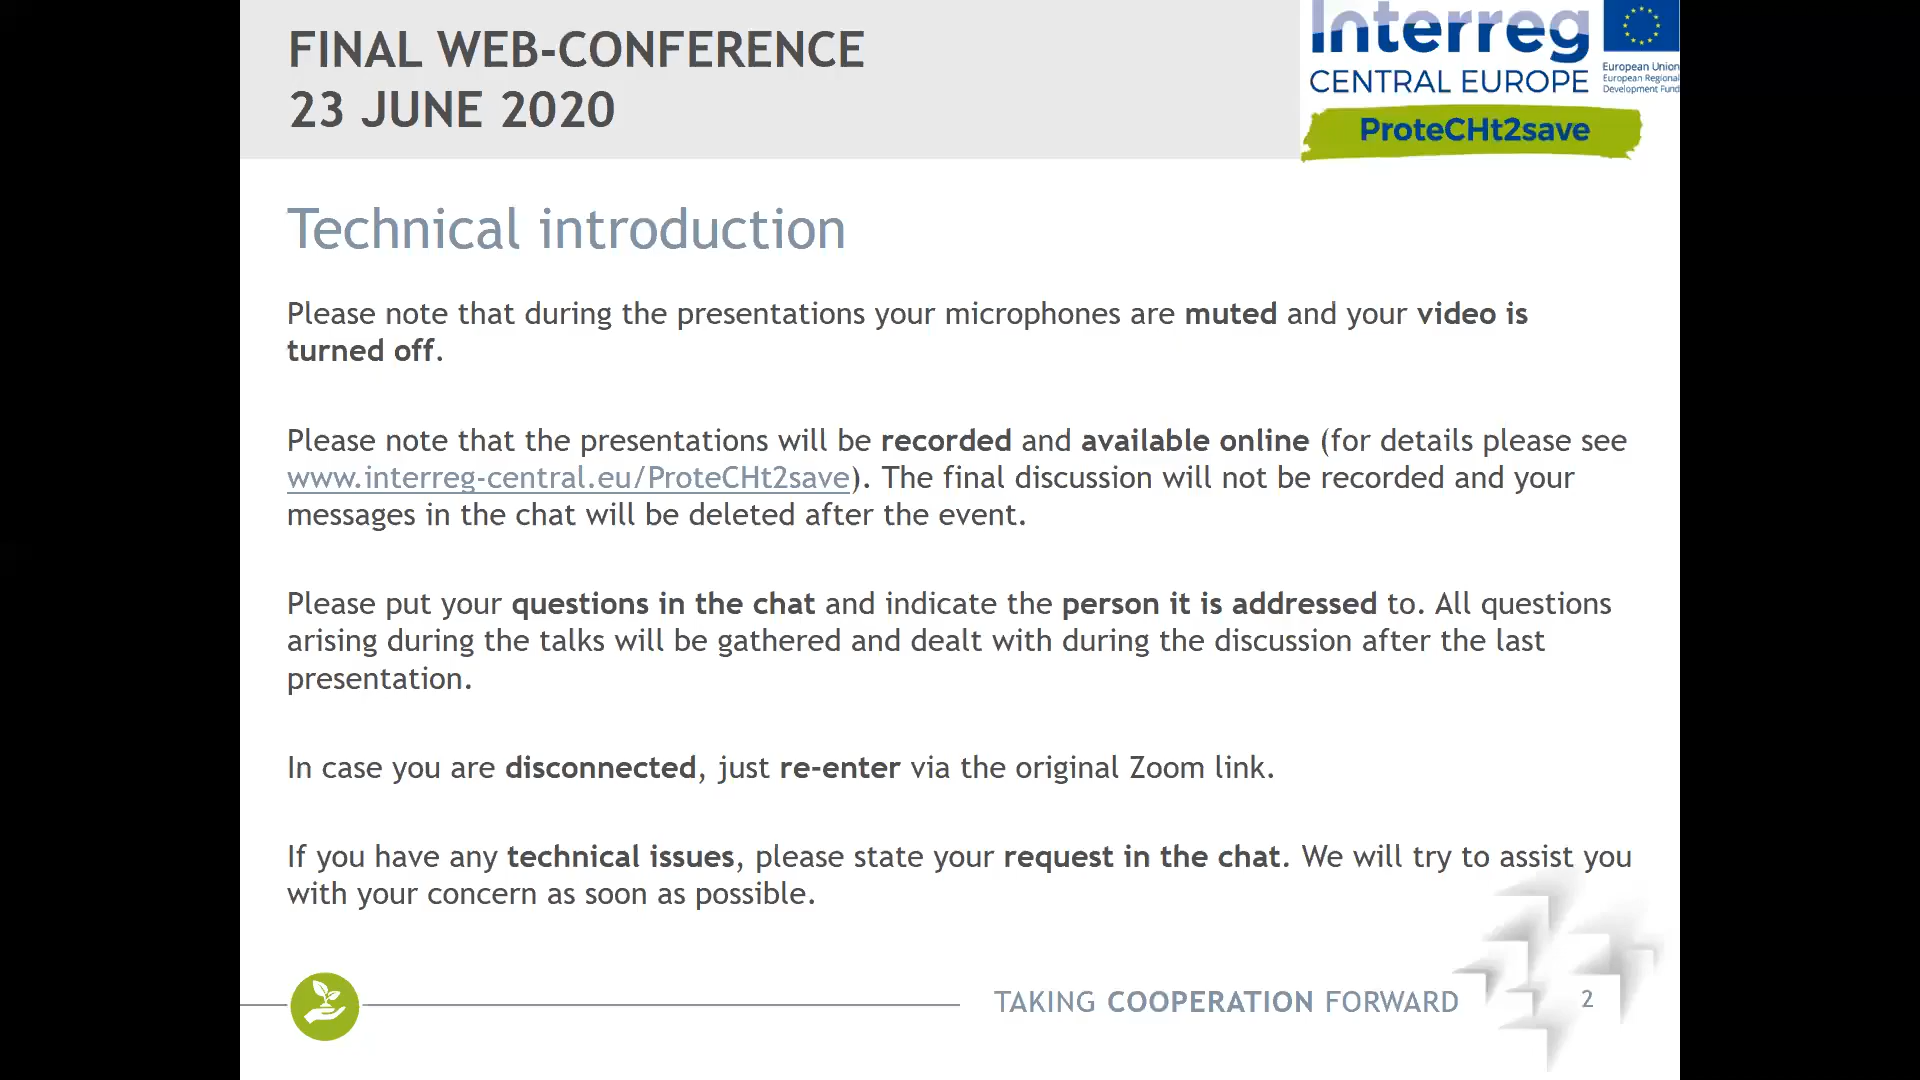 FINAL WEB-CONFERENCE
23 JUNE 2020
Interreg
CENTRAL EUROPE
European Union
European Regional
Development Fund
ProteCHt2save
Technical introduction
Please note that during the presentations your microphones are muted and your video is
turned off.
Please note that the presentations will be recorded and available online (for details please see
www.interreg-central.eu/ProteCHt2save). The final discussion will not be recorded and your
messages in the chat will be deleted after the event.
Please put your questions in the chat and indicate the person it is addressed to. All questions
arising during the talks will be gathered and dealt with during the discussion after the last
presentation.
In case you are disconnected, just re-enter via the original Zoom link.
If you have any technical issues, please state your request in the chat. We will try to assist you
with your concern as soon as possible.
TAKING COOPERATION FORWARD
2